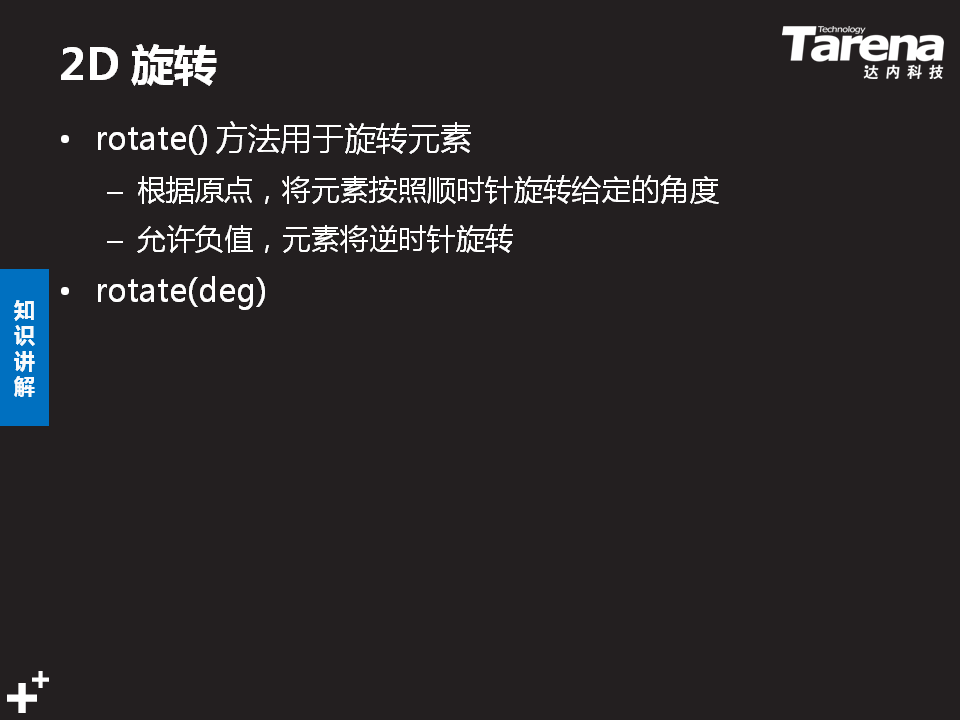 2D 旋转
Technology
Tarena
达内科技
• rotate() 方法用于旋转元素
– 根据原点，将元素按照顺时针旋转给定的角度
– 允许负值，元素将逆时针旋转
• rotate(deg)
知识讲解